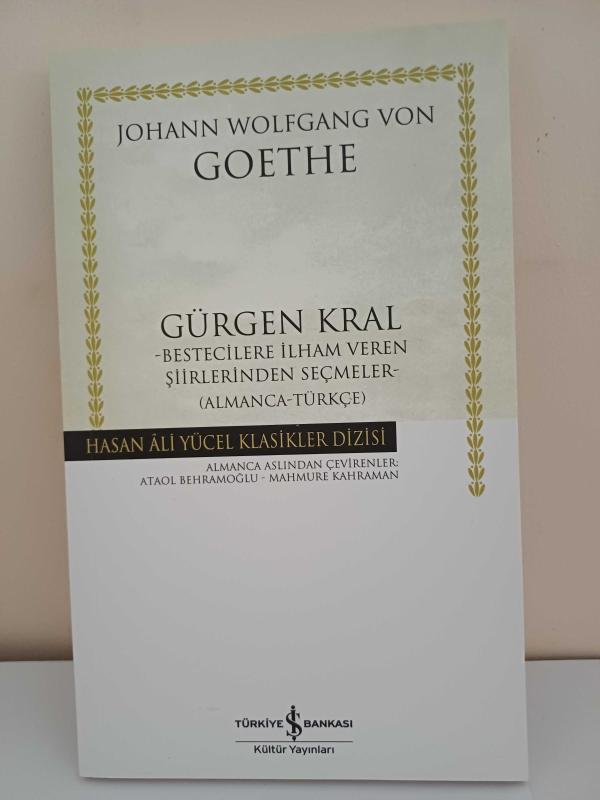 JOHANN WOLFGANG VON
GOETHE
GÜRGEN KRAL
-BESTECİLERE İLHAM VEREN
ŞİİRLERİNDEN SEÇMELER-
(ALMANCA-TÜRKÇE)
HASAN ÂLİ YÜCEL KLASİKLER DİZİSİ
ALMANCA ASLINDAN ÇEVİRENLER:
ATAOL BEHRAMOĞLU - MAHMURE KAHRAMAN
TÜRKİYE İŞ BANKASI
Kültür Yayınları